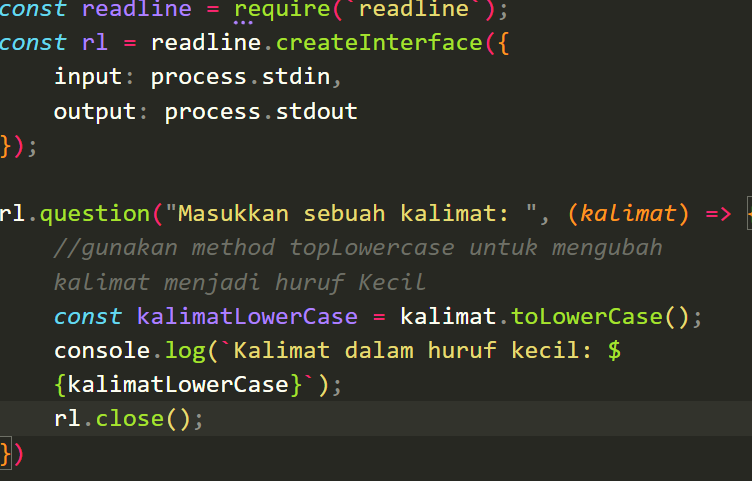 const readline = require(`readline`);
const rl = readline.createInterface({
input: process.stdin,
output: process.stdout
});
rl.question("Masukkan sebuah kalimat: ", (kalimat) => {
//gunakan method topLowercase untuk mengubah
kalimat menjadi huruf Kecil
const kalimatLowerCase = kalimat.toLowerCase();
console.log(`Kalimat dalam huruf kecil: $
{kalimatLowerCase}`);
rl.close();
})